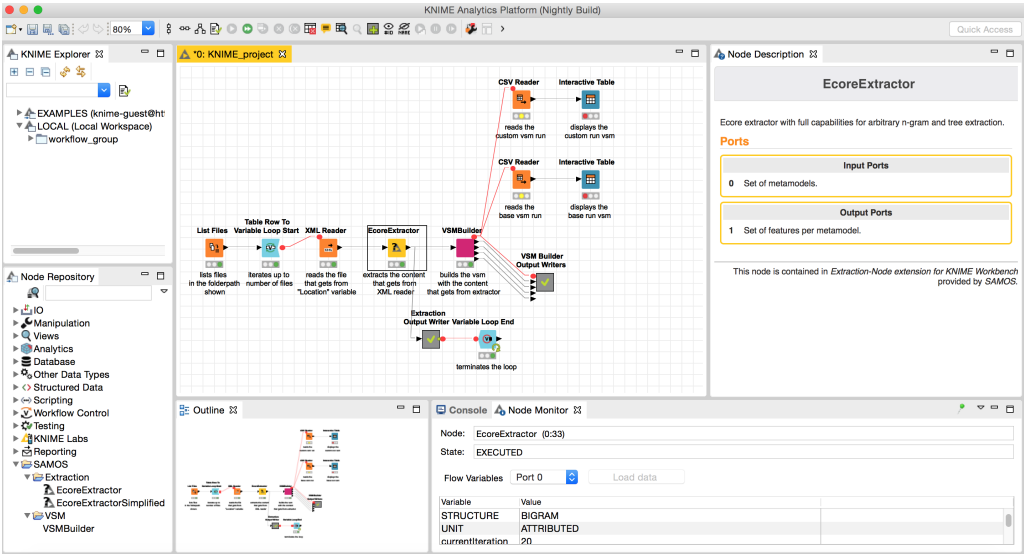 KNIME Analytics Platform (Nightly Build)
80%
Quick Access
KNIME Explorer
EXAMPLES (knime-guest@htt
LOCAL (Local Workspace)
workflow_group
Node Repository
IO
Manipulation
Views
Analytics
Database
Other Data Types
Structured Data
Scripting
Workflow Control
Testing
KNIME Labs
Reporting
SAMOS
Extraction
EcoreExtractor
EcoreExtractorSimplified
VSM
VSMBuilder
*0: KNIME_project
CSV Reader
Interactive Table
reads the
custom vsm run
displays the
custom run vsm
CSV Reader
Interactive Table
reads the
base vsm run
displays the
base run vsm
List Files
Table Row To
Variable Loop Start
XML Reader
EcoreExtractor
VSMBuilder
lists files
in the folderpath
shown
iterates up to
number of files
reads the file
that gets from
"Location" variable
extracts the content
that gets from
XML reader
builds the vsm
with the content
that gets from extractor
VSM Builder
Output Writers
Extraction
Output Writer
Variable Loop End
terminates the loop
Outline
Node Description
EcoreExtractor
Ecore extractor with full capabilities for arbitrary n-gram and tree extraction.
Ports
Input Ports
0 Set of metamodels.
Output Ports
1 Set of features per metamodel.
This node is contained in Extraction-Node extension for KNIME Workbench
provided by SAMOS.
Console
Node Monitor
Node: EcoreExtractor (0:33)
State: EXECUTED
Flow Variables Port 0 Load data
Variable Value
STRUCTURE BIGRAM
UNIT ATTRIBUTED
currentIteration 20